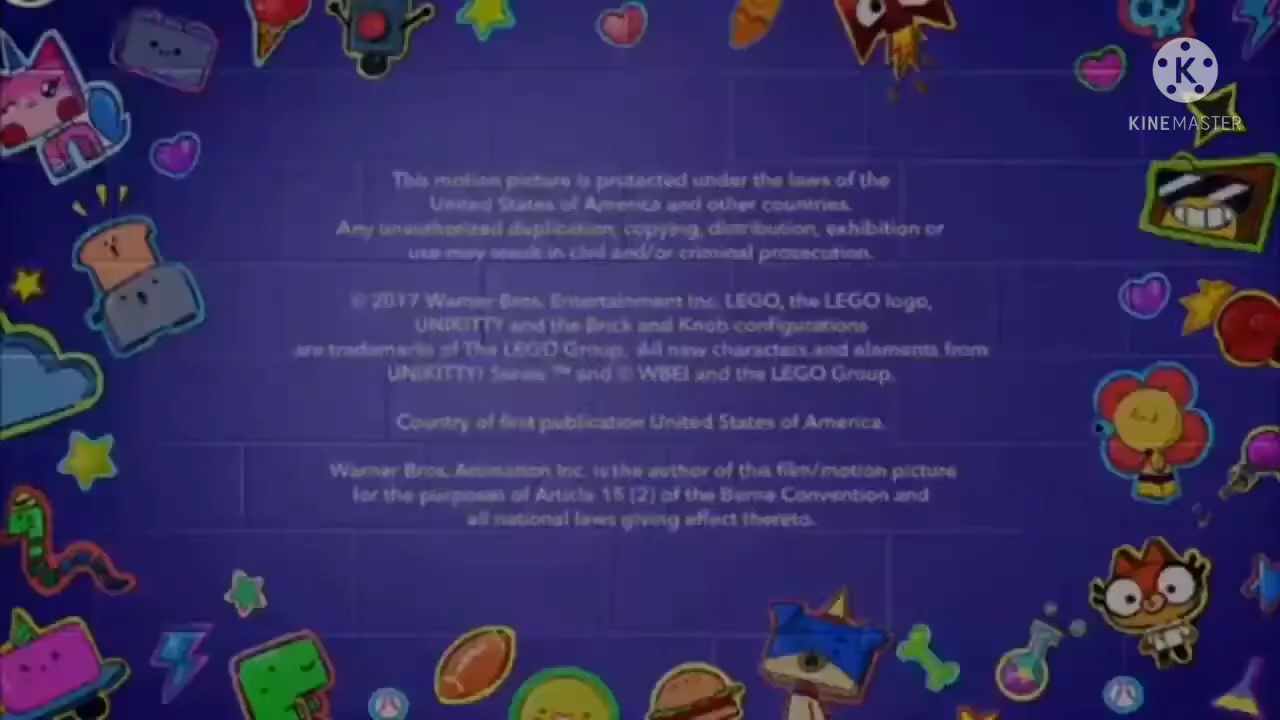 K
KINEMASTER
This motion picture is protected under the laws of the
United States of America and other countries.
Any unauthorized duplication, copying, distribution, exhibition or
use may result in civil and/or criminal prosecution.
© 2017 Warner Bros. Entertainment Inc. LEGO, the LEGO logo,
UNIKITTY and the Brick and Knob configurations
are trademarks of The LEGO Group. All new characters and elements from
UNIKITTY! Series ™ and © WBEI and the LEGO Group.
Country of first publication United States of America.
Warner Bros. Animation Inc. is the author of this film/motion picture
for the purposes of Article 15 (2) of the Berne Convention and
all national laws giving effect thereto.